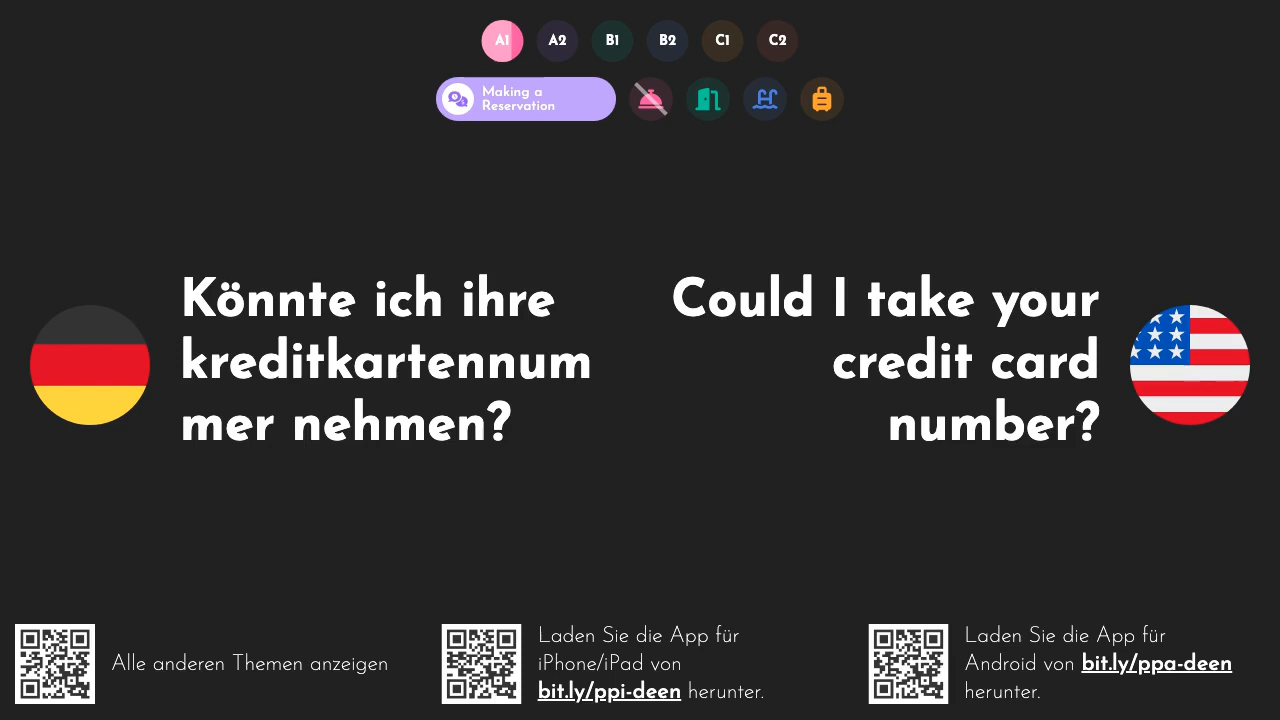 A1 A2 B1 B2 C1 C2
Making a
Reservation
Könnte ich ihre
kreditkartennum
mer nehmen?
Could I take your
credit card
number?
Alle anderen Themen anzeigen
Laden Sie die App für
iPhone/iPad von
bit.ly/ppi-deen herunter.
Laden Sie die App für
Android von bit.ly/ppa-deen
herunter.